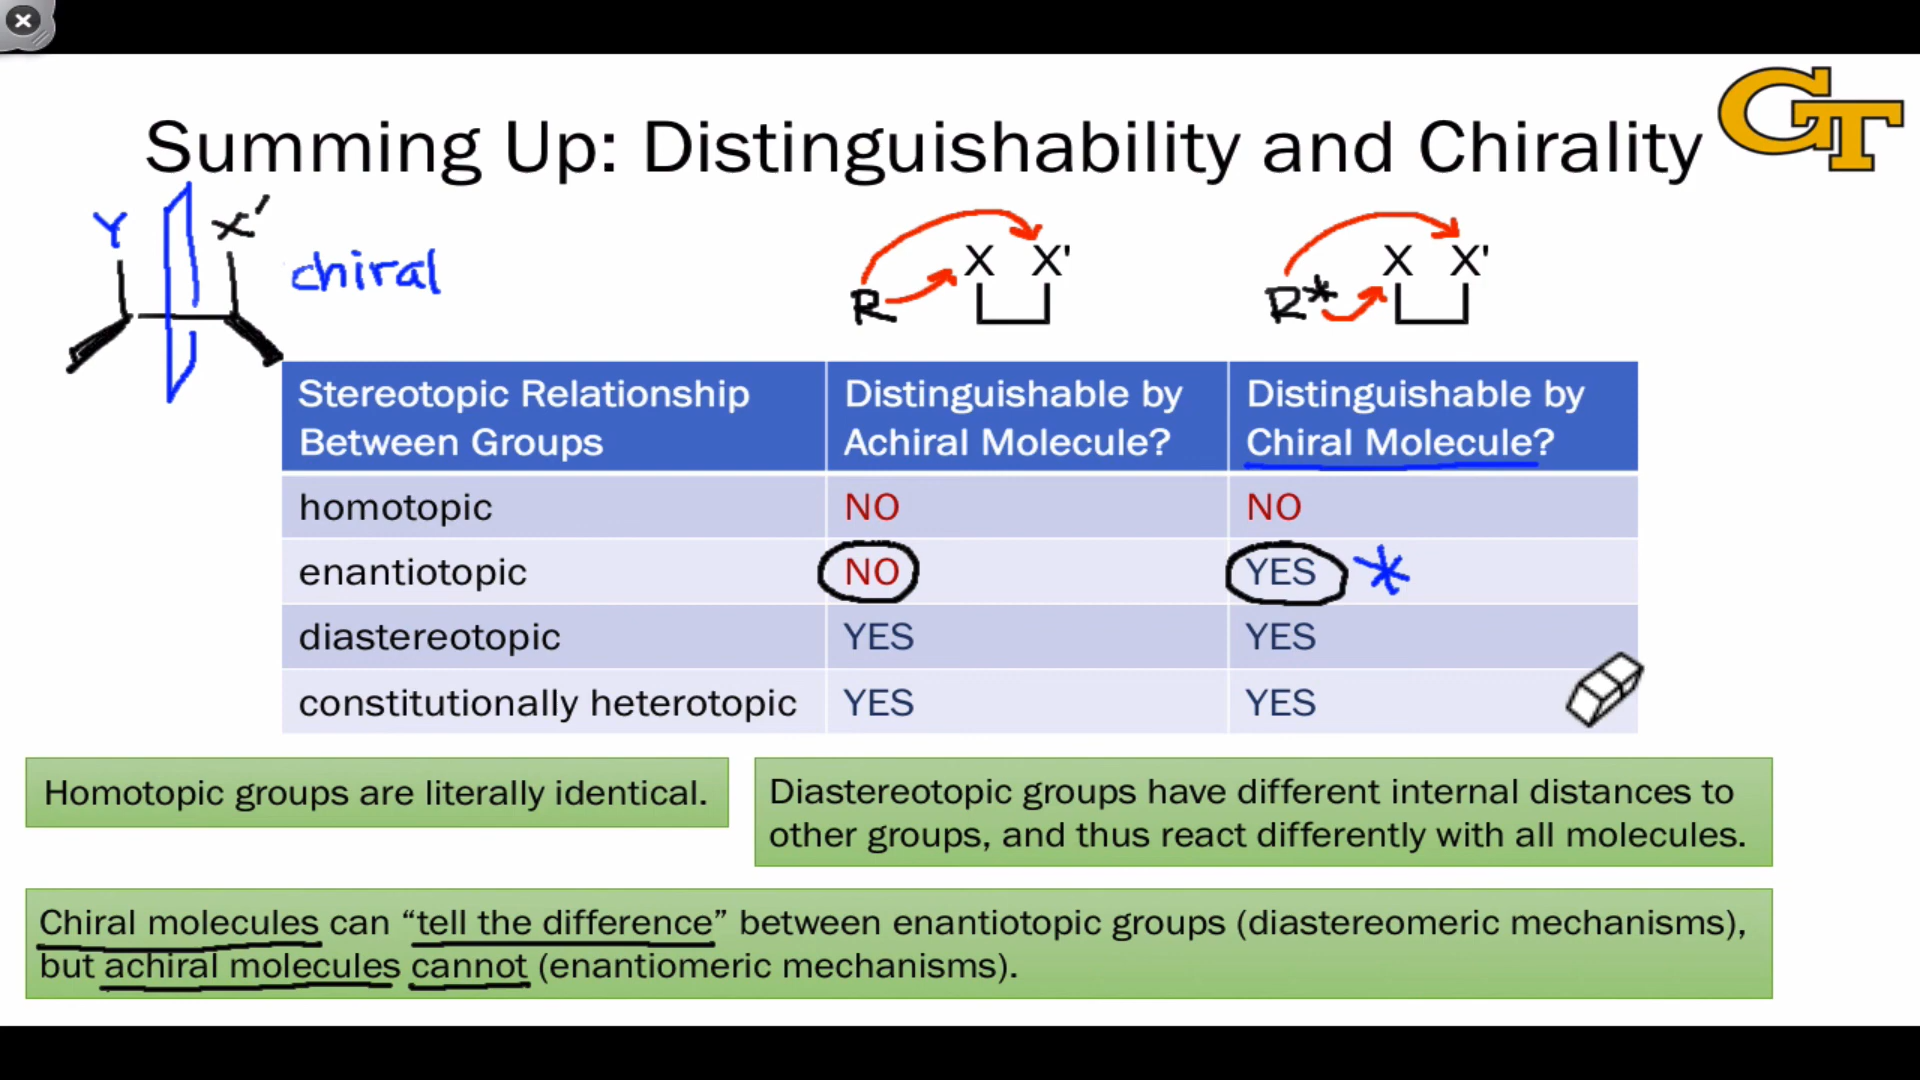 GT
Summing Up: Distinguishability and Chirality
Y X'
chiral
R X X'
R* X X'
Stereotopic Relationship Between Groups
Distinguishable by Achiral Molecule?
Distinguishable by Chiral Molecule?
homotopic NO NO
enantiotopic NO YES *
diastereotopic YES YES
constitutionally heterotopic YES YES
Homotopic groups are literally identical.
Diastereotopic groups have different internal distances to
other groups, and thus react differently with all molecules.
Chiral molecules can “tell the difference” between enantiotopic groups (diastereomeric mechanisms),
but achiral molecules cannot (enantiomeric mechanisms).